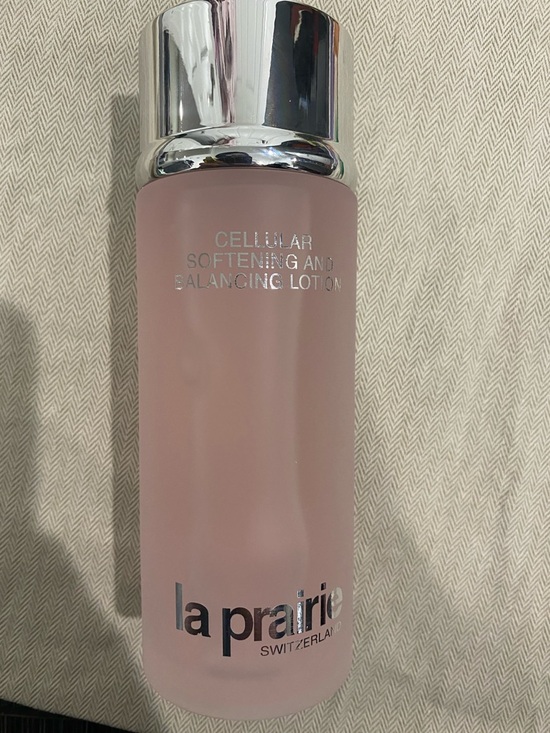 CELLULAR
SOFTENING AND
BALANCING LOTION
la prairie
SWITZERLAND